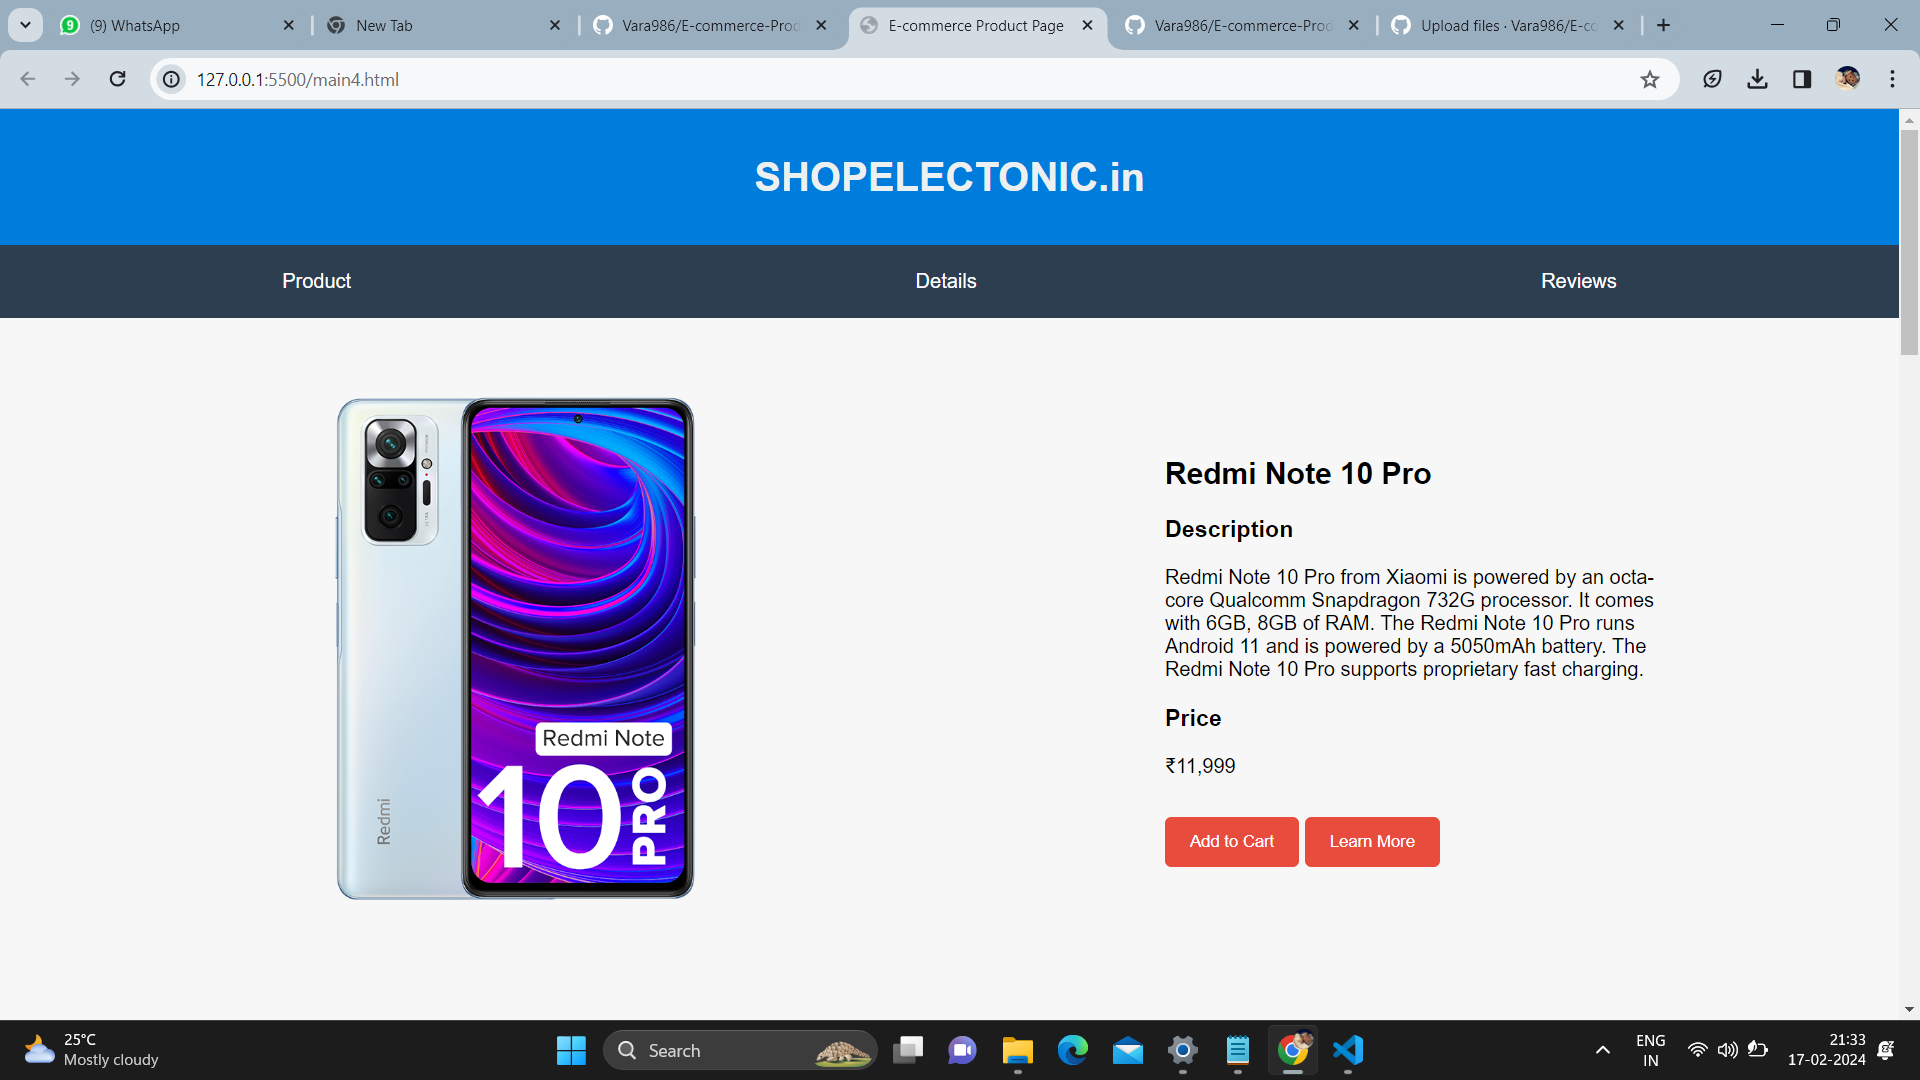 (9) WhatsApp
New Tab
Vara986/E-commerce-Prod
E-commerce Product Page
Vara986/E-commerce-Prod
Upload files · Vara986/E-co
127.0.0.1:5500/main4.html
SHOPELECTONIC.in
Product
Details
Reviews
Redmi
Redmi Note
10 PRO
Redmi Note 10 Pro
Description
Redmi Note 10 Pro from Xiaomi is powered by an octa-
core Qualcomm Snapdragon 732G processor. It comes
with 6GB, 8GB of RAM. The Redmi Note 10 Pro runs
Android 11 and is powered by a 5050mAh battery. The
Redmi Note 10 Pro supports proprietary fast charging.
Price
₹11,999
Add to Cart
Learn More
25°C
Mostly cloudy
Search
ENG
IN
21:33
17-02-2024